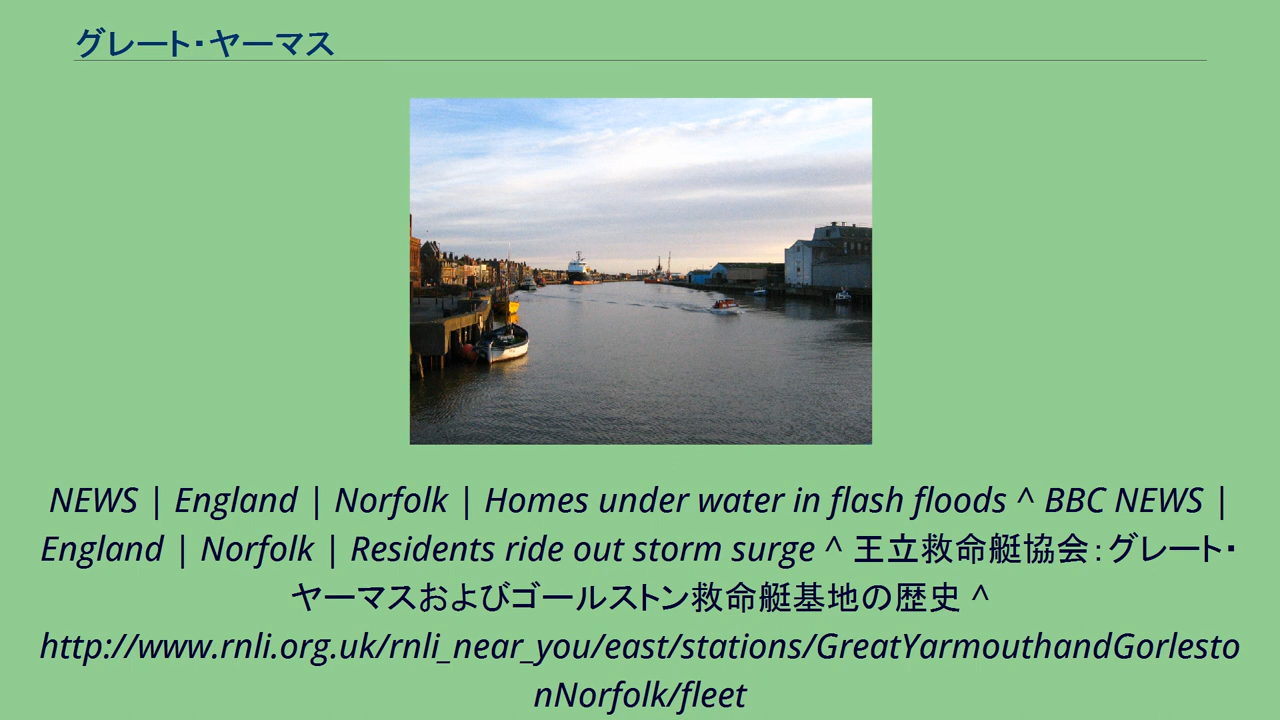 グレート・ヤーマス
NEWS | England | Norfolk | Homes under water in flash floods ^ BBC NEWS |
England | Norfolk | Residents ride out storm surge ^ 王立救命艇協会：グレート・
ヤーマスおよびゴールストン救命艇基地の歴史 ^
http://www.rnli.org.uk/rnli_near_you/east/stations/GreatYarmouthandGorlesto
nNorfolk/fleet